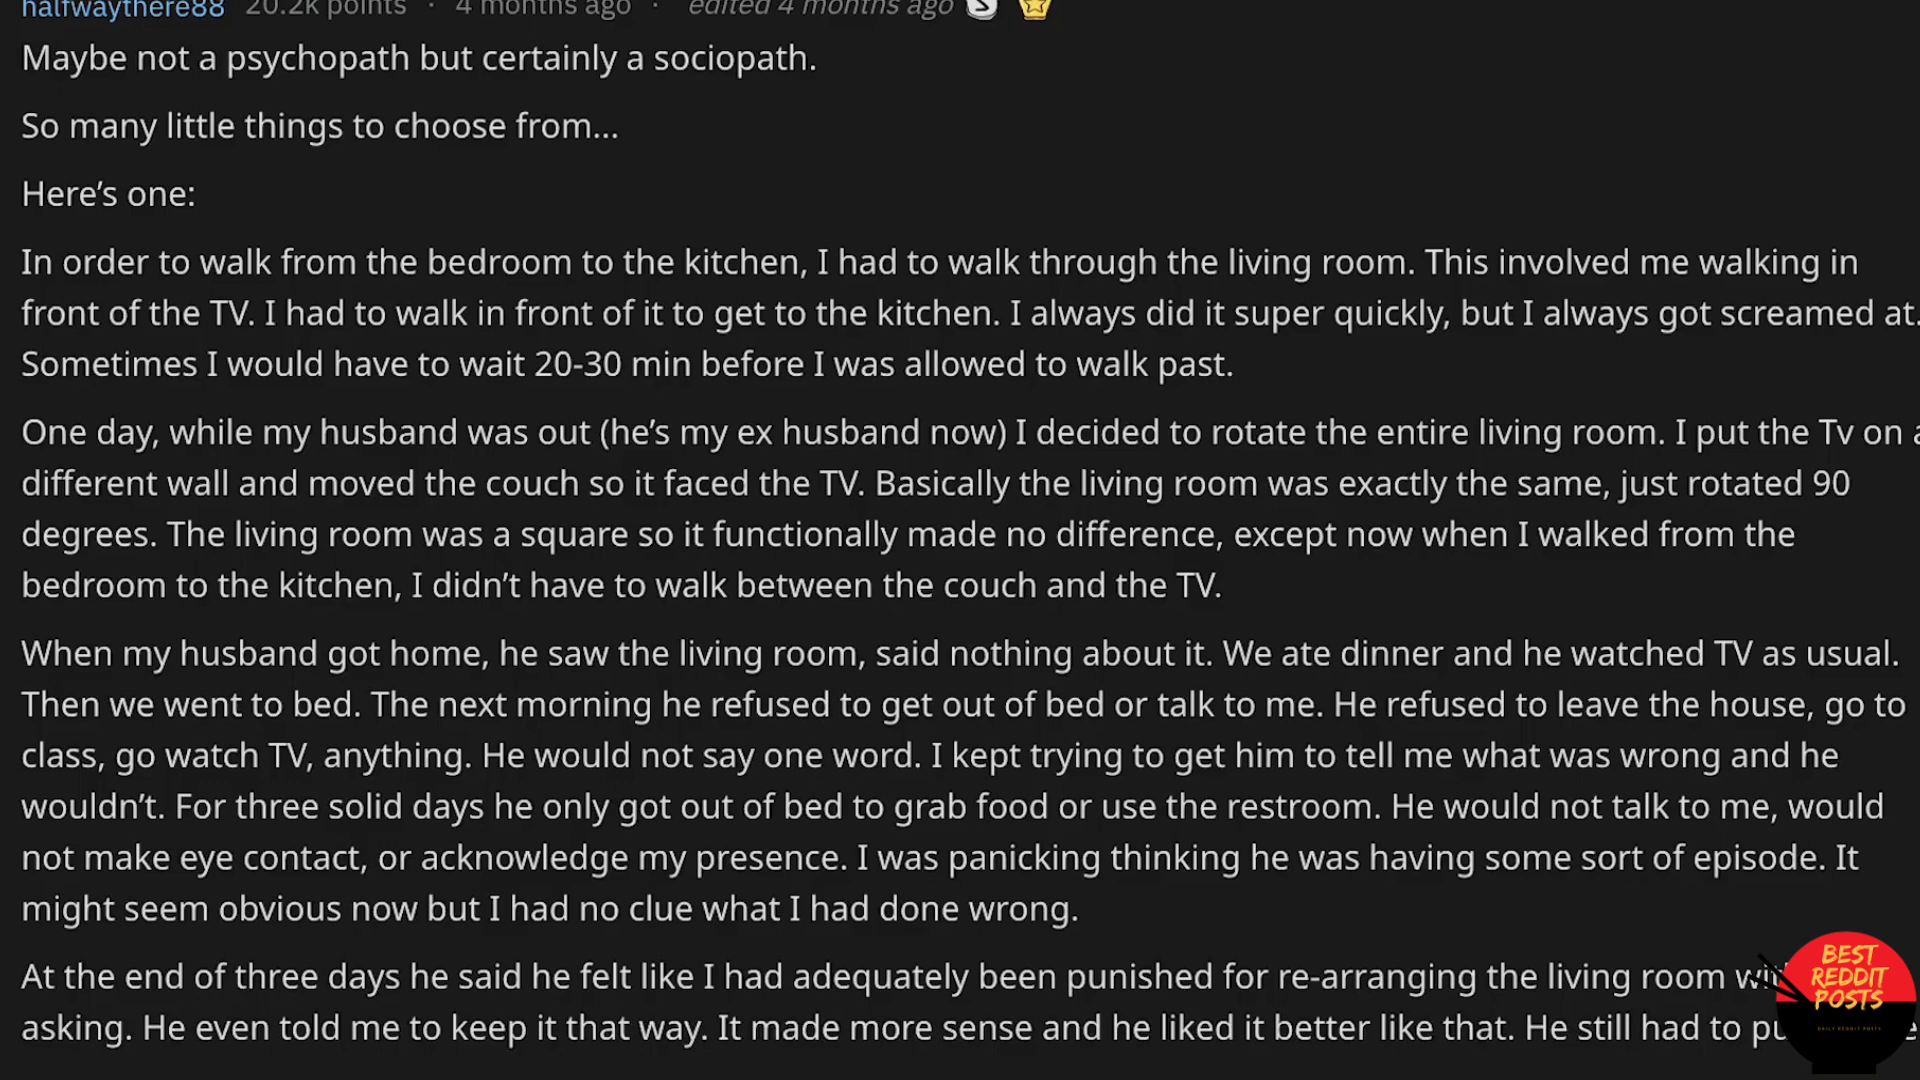 halfwaythere88 20.2k points · 4 months ago · edited 4 months ago S
Maybe not a psychopath but certainly a sociopath.
So many little things to choose from...
Here’s one:
In order to walk from the bedroom to the kitchen, I had to walk through the living room. This involved me walking in
front of the TV. I had to walk in front of it to get to the kitchen. I always did it super quickly, but I always got screamed at.
Sometimes I would have to wait 20-30 min before I was allowed to walk past.
One day, while my husband was out (he’s my ex husband now) I decided to rotate the entire living room. I put the Tv on a
different wall and moved the couch so it faced the TV. Basically the living room was exactly the same, just rotated 90
degrees. The living room was a square so it functionally made no difference, except now when I walked from the
bedroom to the kitchen, I didn’t have to walk between the couch and the TV.
When my husband got home, he saw the living room, said nothing about it. We ate dinner and he watched TV as usual.
Then we went to bed. The next morning he refused to get out of bed or talk to me. He refused to leave the house, go to
class, go watch TV, anything. He would not say one word. I kept trying to get him to tell me what was wrong and he
wouldn’t. For three solid days he only got out of bed to grab food or use the restroom. He would not talk to me, would
not make eye contact, or acknowledge my presence. I was panicking thinking he was having some sort of episode. It
might seem obvious now but I had no clue what I had done wrong.
At the end of three days he said he felt like I had adequately been punished for re-arranging the living room
asking. He even told me to keep it that way. It made more sense and he liked it better like that. He still had to
BEST
REDDIT
POSTS
DAILY REDDIT POSTS